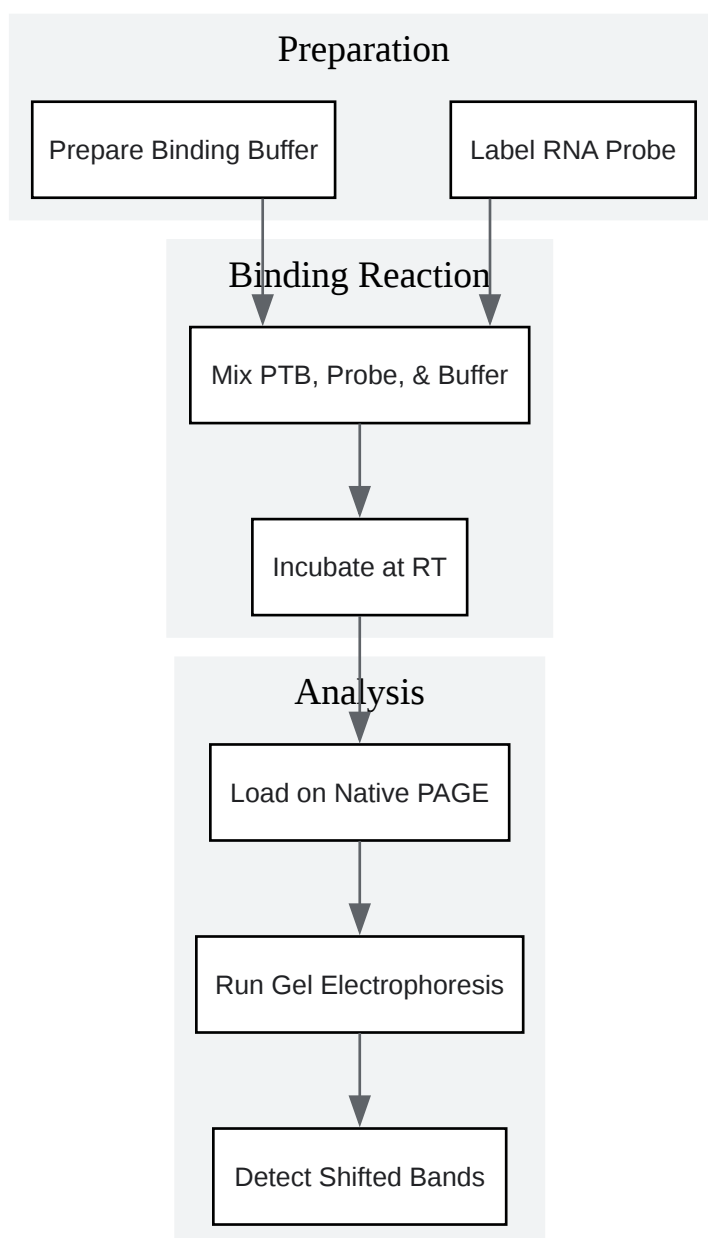 Preparation
Prepare Binding Buffer
Label RNA Probe
Binding Reaction
Mix PTB, Probe, & Buffer
Incubate at RT
Analysis
Load on Native PAGE
Run Gel Electrophoresis
Detect Shifted Bands